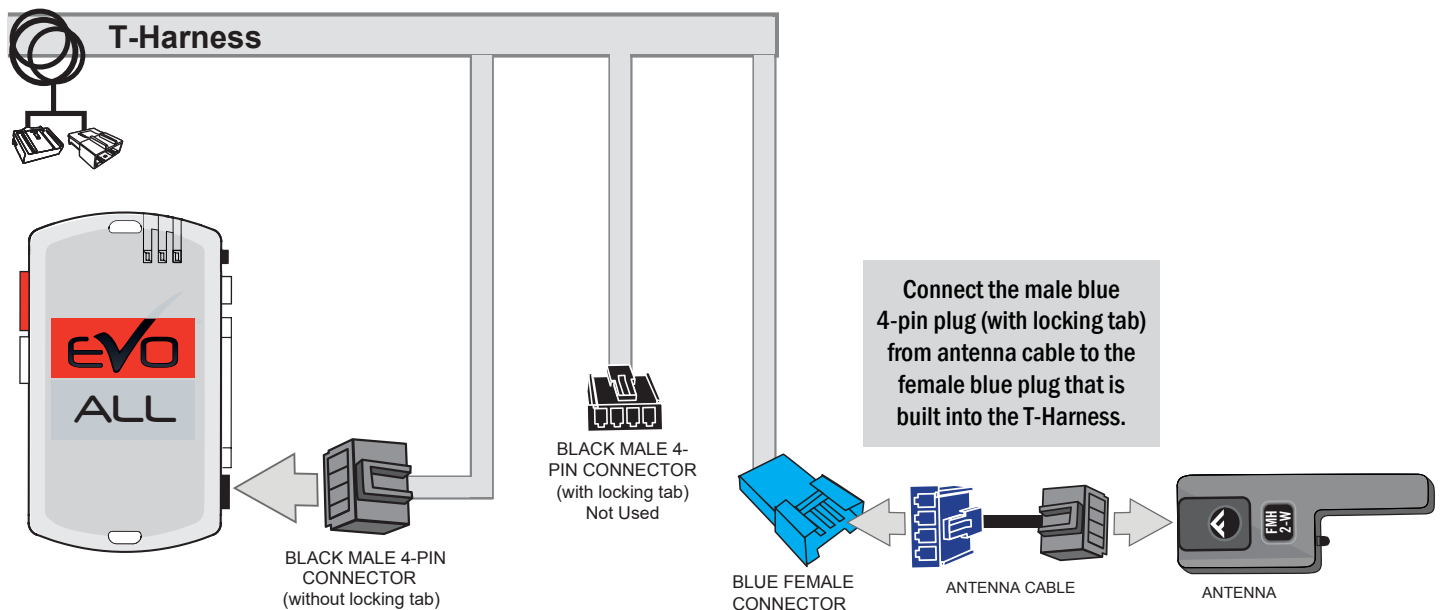 T-Harness
EVO
ALL
BLACK MALE 4-PIN
CONNECTOR
(without locking tab)
BLACK MALE 4-
PIN CONNECTOR
(with locking tab)
Not Used
Connect the male blue
4-pin plug (with locking tab)
from antenna cable to the
female blue plug that is
built into the T-Harness.
BLUE FEMALE
CONNECTOR
ANTENNA CABLE
FMH
2-W
ANTENNA